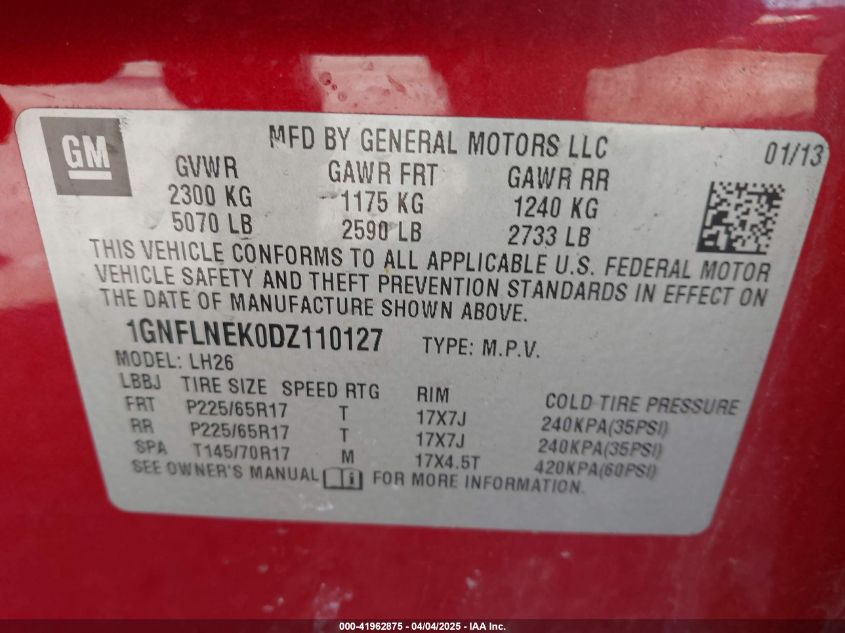 GM
MFD BY GENERAL MOTORS LLC 01/13
GVWR GAWR FRT GAWR RR
2300 KG 1175 KG 1240 KG
5070 LB 2590 LB 2733 LB
THIS VEHICLE CONFORMS TO ALL APPLICABLE U.S. FEDERAL MOTOR
VEHICLE SAFETY AND THEFT PREVENTION STANDARDS IN EFFECT ON
THE DATE OF MANUFACTURE SHOWN ABOVE.
1GNFLNEK0DZ110127 TYPE: M.P.V.
MODEL: LH26
LBBJ TIRE SIZE SPEED RTG RIM COLD TIRE PRESSURE
FRT P225/65R17 T 17X7J 240KPA(35PSI)
RR P225/65R17 T 17X7J 240KPA(35PSI)
SPA T145/70R17 M 17X4.5T 420KPA(60PSI)
SEE OWNER'S MANUAL FOR MORE INFORMATION.
000-41962875 - 04/04/2025 - IAA Inc.